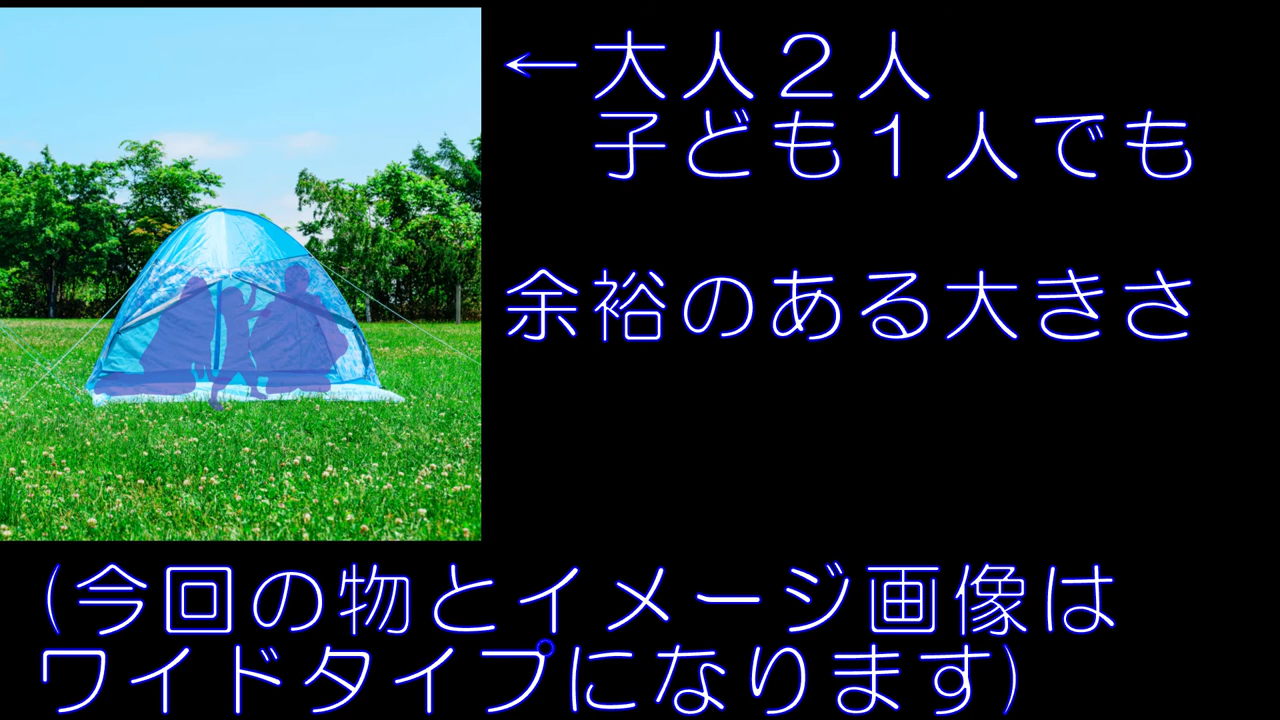 ←大人２人
子ども１人でも
余裕のある大きさ
(今回の物とイメージ画像は
ワイドタイプになります)